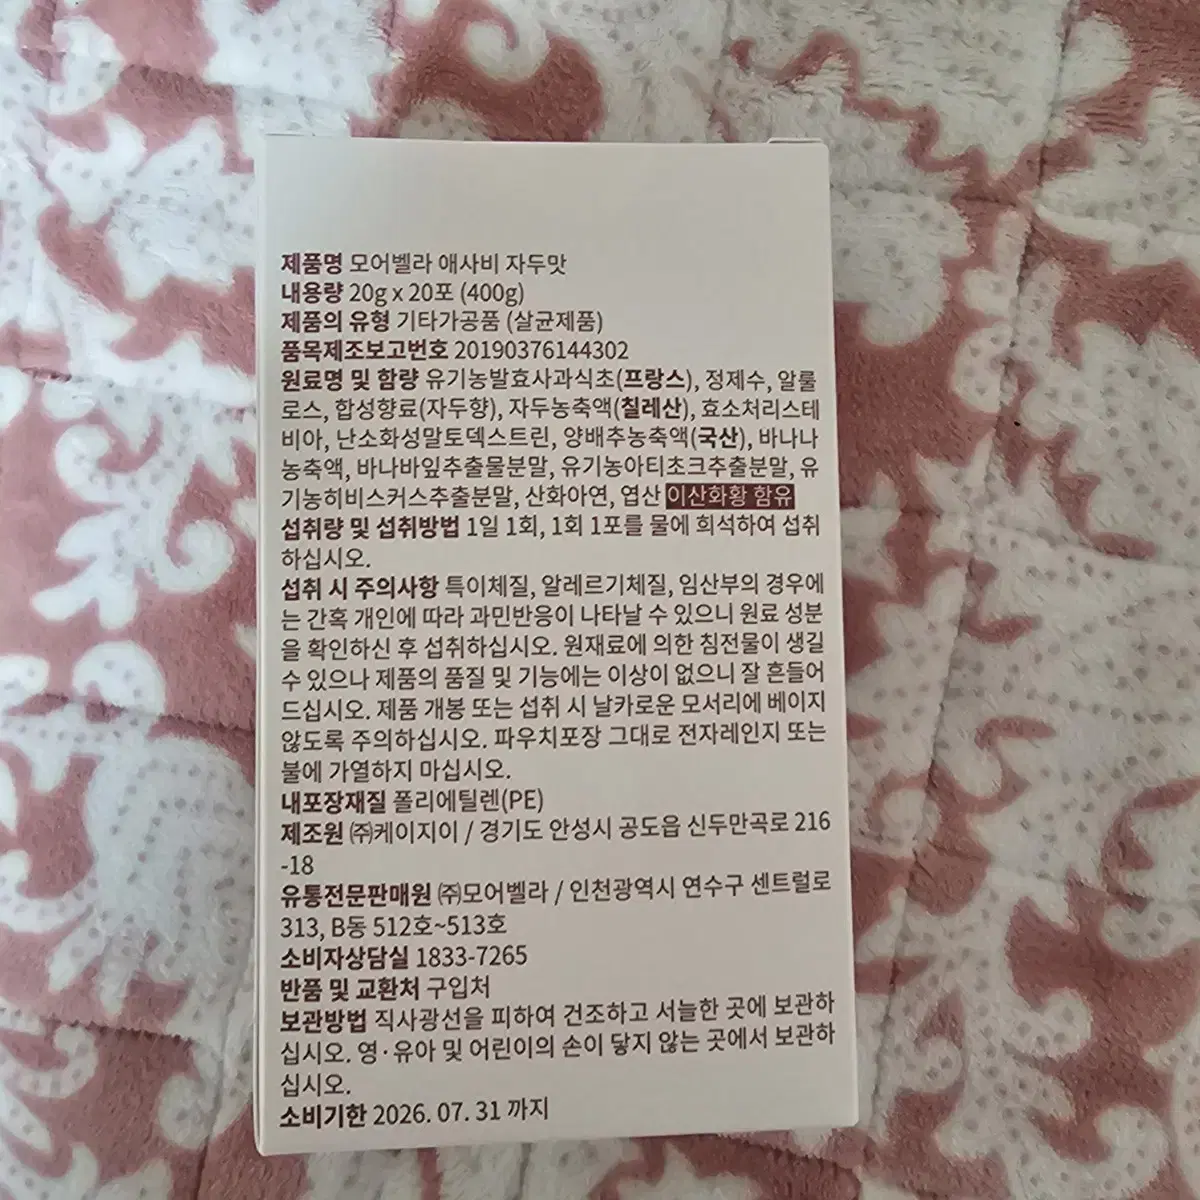 제품명 모어벨라 애사비 자두맛
내용량 20g x 20포 (400g)
제품의 유형 기타가공품 (살균제품)
품목제조보고번호 20190376144302
원료명 및 함량 유기농발효사과식초(프랑스), 정제수, 알룰
로스, 합성향료(자두향), 자두농축액(칠레산), 효소처리스테
비아, 난소화성말토덱스트린, 양배추농축액(국산), 바나나
농축액, 바나바잎추출물분말, 유기농아티초크추출분말, 유
기농히비스커스추출분말, 산화아연, 엽산 이산화황 함유
섭취량 및 섭취방법 1일 1회, 1회 1포를 물에 희석하여 섭취
하십시오.
섭취 시 주의사항 특이체질, 알레르기체질, 임산부의 경우에
는 간혹 개인에 따라 과민반응이 나타날 수 있으니 원료 성분
을 확인하신 후 섭취하십시오. 원재료에 의한 침전물이 생길
수 있으나 제품의 품질 및 기능에는 이상이 없으니 잘 흔들어
드십시오. 제품 개봉 또는 섭취 시 날카로운 모서리에 베이지
않도록 주의하십시오. 파우치포장 그대로 전자레인지 또는
불에 가열하지 마십시오.
내포장재질 폴리에틸렌(PE)
제조원 ㈜케이지이 / 경기도 안성시 공도읍 신두만곡로 216
-18
유통전문판매원 ㈜모어벨라 / 인천광역시 연수구 센트럴로
313, B동 512호~513호
소비자상담실 1833-7265
반품 및 교환처 구입처
보관방법 직사광선을 피하여 건조하고 서늘한 곳에 보관하
십시오. 영·유아 및 어린이의 손이 닿지 않는 곳에서 보관하
십시오.
소비기한 2026. 07. 31 까지